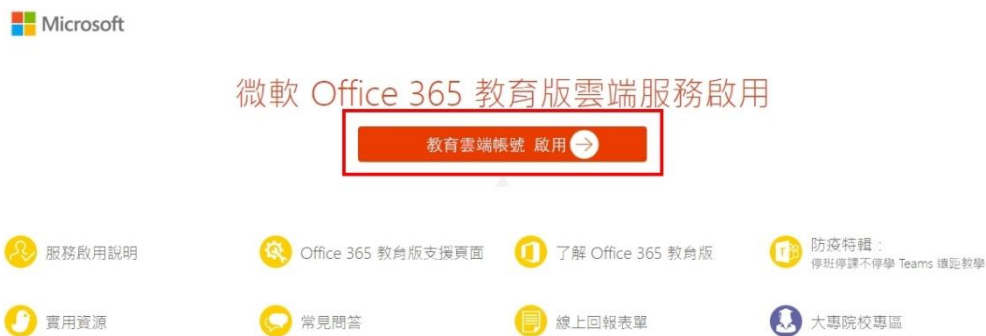 Microsoft
微軟 Office 365 教育版雲端服務啟用
教育雲端帳號 啟用
服務啟用說明
Office 365 教育版支援頁面
了解 Office 365 教育版
防疫特輯：
停班停課不停學 Teams 遠距教學
實用資源
常見問答
線上回報表單
大專院校專區